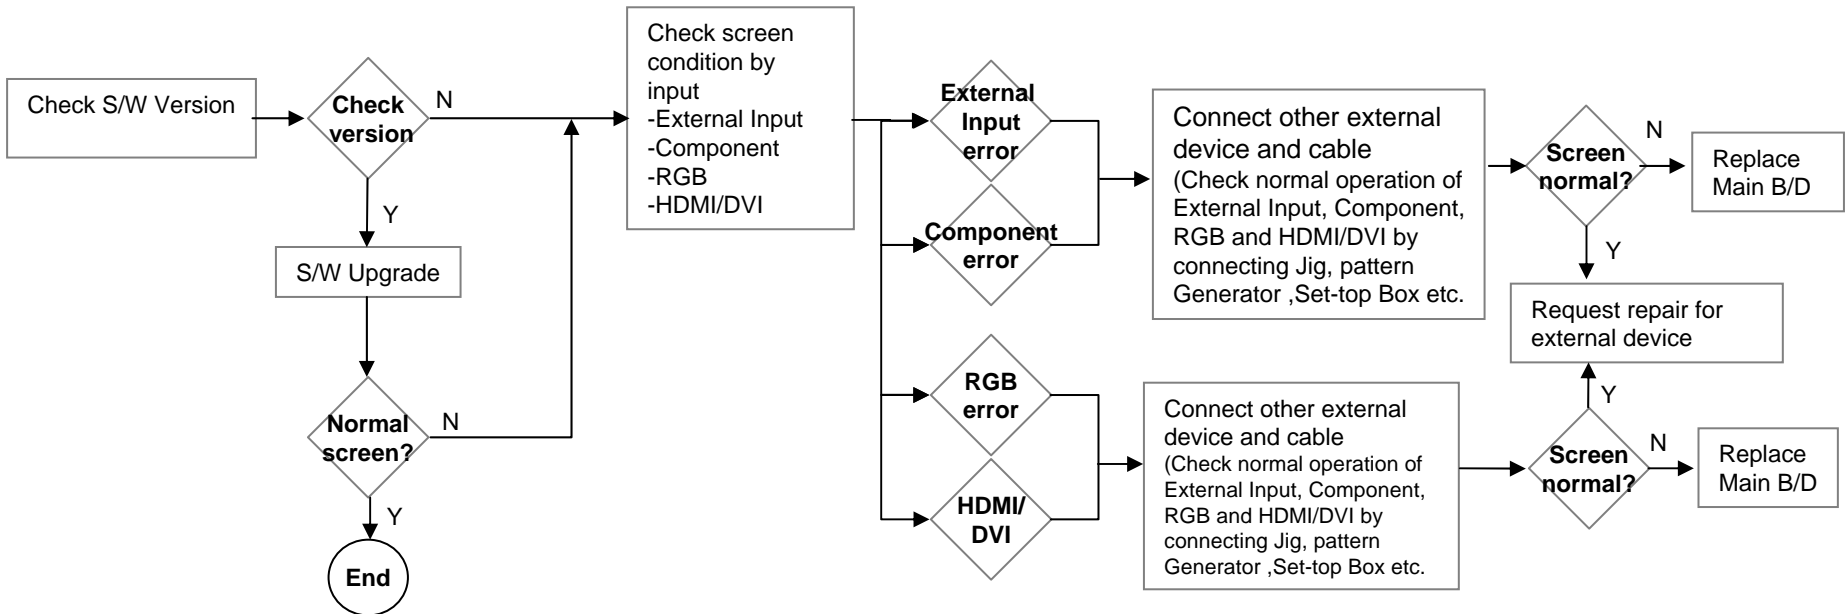 Check S/W Version
Check
version
N
Y
S/W Upgrade
Normal
screen?
N
Y
End
Check screen
condition by
input
-External Input
-Component
-RGB
-HDMI/DVI
External
Input
error
Component
error
RGB
error
HDMI/
DVI
Connect other external
device and cable
(Check normal operation of
External Input, Component,
RGB and HDMI/DVI by
connecting Jig, pattern
Generator ,Set-top Box etc.
Connect other external
device and cable
(Check normal operation of
External Input, Component,
RGB and HDMI/DVI by
connecting Jig, pattern
Generator ,Set-top Box etc.
Screen
normal?
N
Replace
Main B/D
Y
Request repair for
external device
Y
Screen
normal?
N
Replace
Main B/D